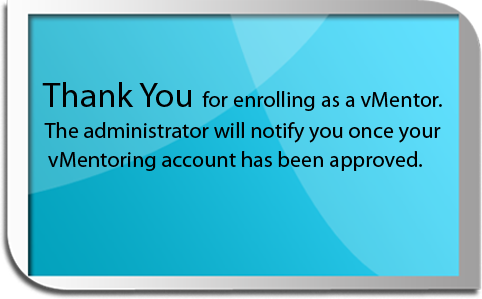 Thank You for enrolling as a vMentor.
The administrator will notify you once your
vMentoring account has been approved.